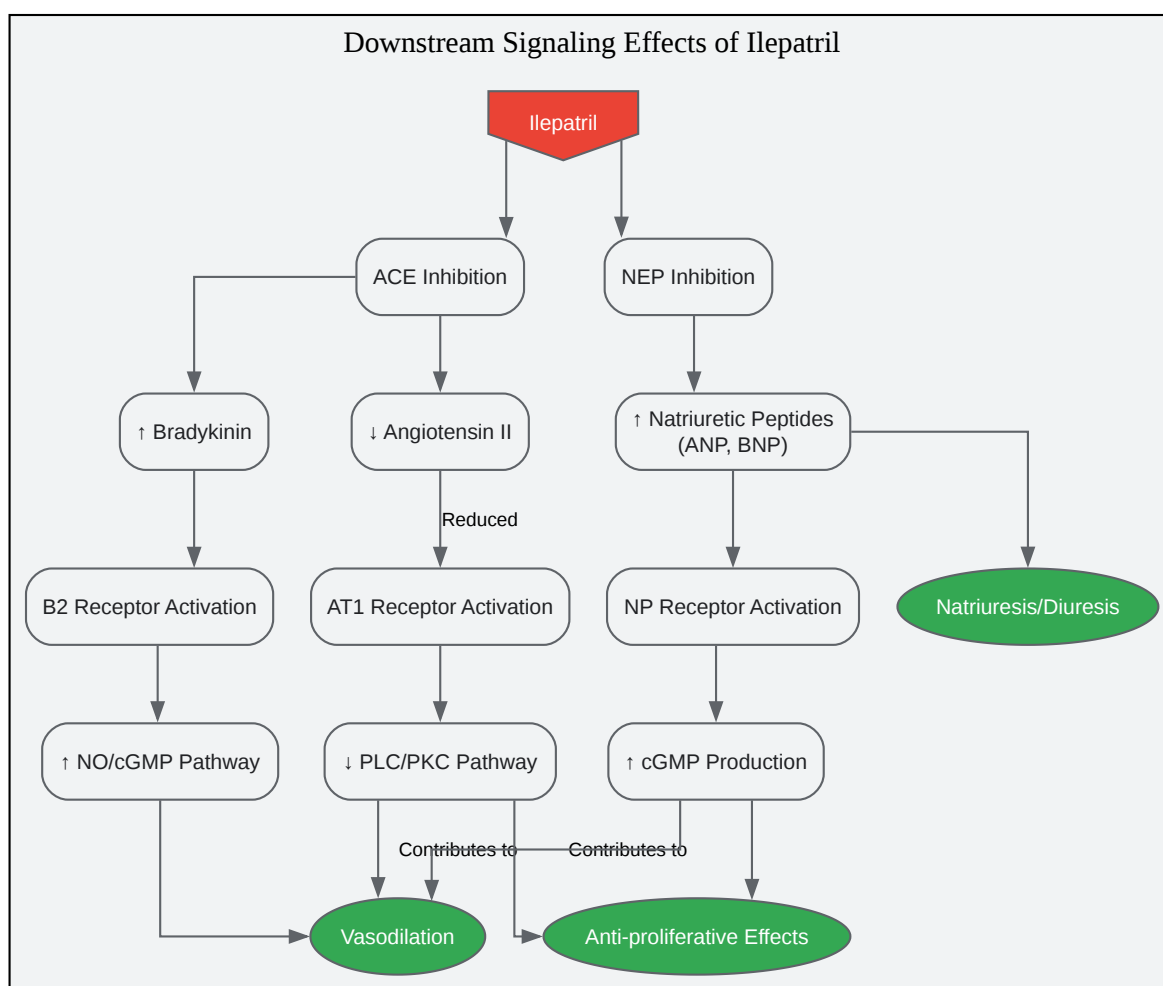 Downstream Signaling Effects of Ilepatril
Ilepatril
ACE Inhibition
NEP Inhibition
↑ Bradykinin
↓ Angiotensin II
↑ Natriuretic Peptides
(ANP, BNP)
Reduced
B2 Receptor Activation
AT1 Receptor Activation
NP Receptor Activation
Natriuresis/Diuresis
↑ NO/cGMP Pathway
↓ PLC/PKC Pathway
↑ cGMP Production
Contributes to
Contributes to
Vasodilation
Anti-proliferative Effects